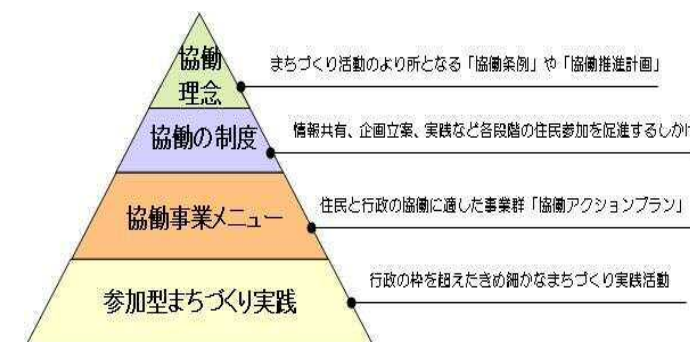 協働
理念
まちづくり活動のより所となる「協働条例」や「協働推進計画」
協働の制度
情報共有、企画立案、実践など各段階の住民参加を促進するしかけ
協働事業メニュー
住民と行政の協働に適した事業群「協働アクションプラン」
参加型まちづくり実践
行政の枠を超えたきめ細かなまちづくり実践活動